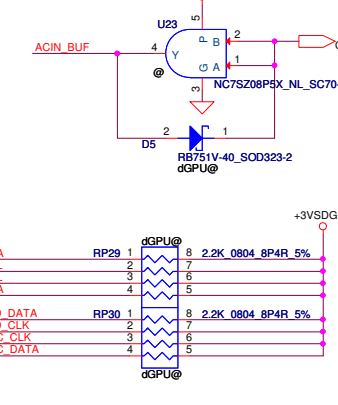 U23
5
P
ACIN_BUF
4
Y
B
2
A
1
G
@
3
NC7SZ08P5X_NL_SC70-
2
1
D5
RB751V-40_SOD323-2
dGPU@
+3VSDG
dGPU@
RP29
1
8
2.2K_0804_8P4R_5%
2
7
3
6
4
5
_DATA
RP30
1
8
2.2K_0804_8P4R_5%
_CLK
2
7
_CLK
3
6
_DATA
4
5
dGPU@